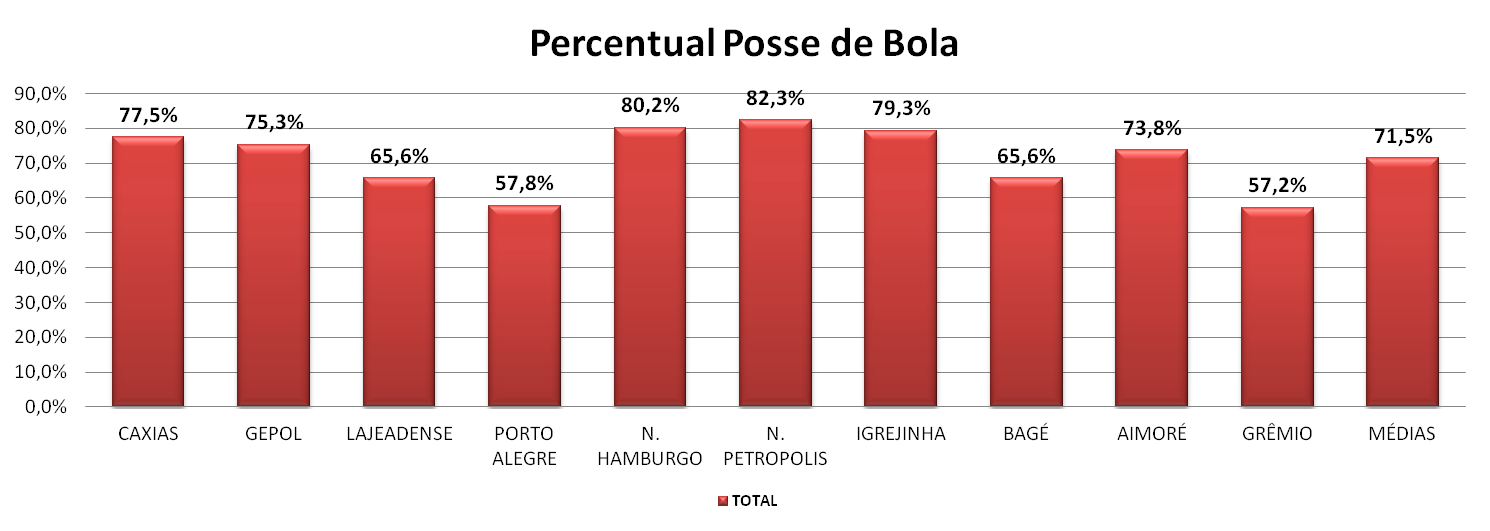 Percentual Posse de Bola
90,0%
80,0%
70,0%
60,0%
50,0%
40,0%
30,0%
20,0%
10,0%
0,0%
77,5%
75,3%
65,6%
57,8%
80,2%
82,3%
79,3%
65,6%
73,8%
57,2%
71,5%
CAXIAS
GEPOL
LAJEADENSE
PORTO
ALEGRE
N.
HAMBURGO
N.
PETROPOLIS
IGREJINHA
BAGÉ
AIMORÉ
GRÊMIO
MÉDIAS
TOTAL